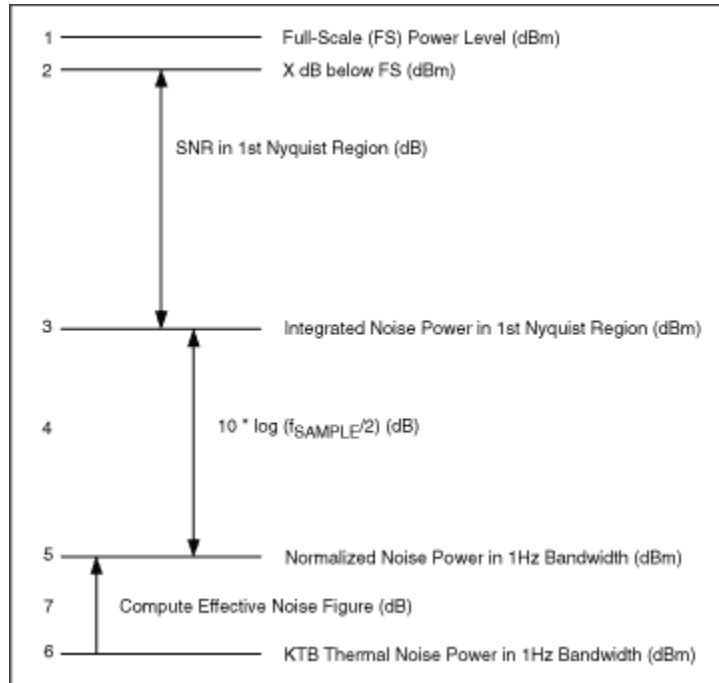 1 Full-Scale (FS) Power Level (dBm)
2 X dB below FS (dBm)
SNR in 1st Nyquist Region (dB)
3 Integrated Noise Power in 1st Nyquist Region (dBm)
4 10 * log (fSAMPLE/2) (dB)
5 Normalized Noise Power in 1Hz Bandwidth (dBm)
7 Compute Effective Noise Figure (dB)
6 KTB Thermal Noise Power in 1Hz Bandwidth (dBm)